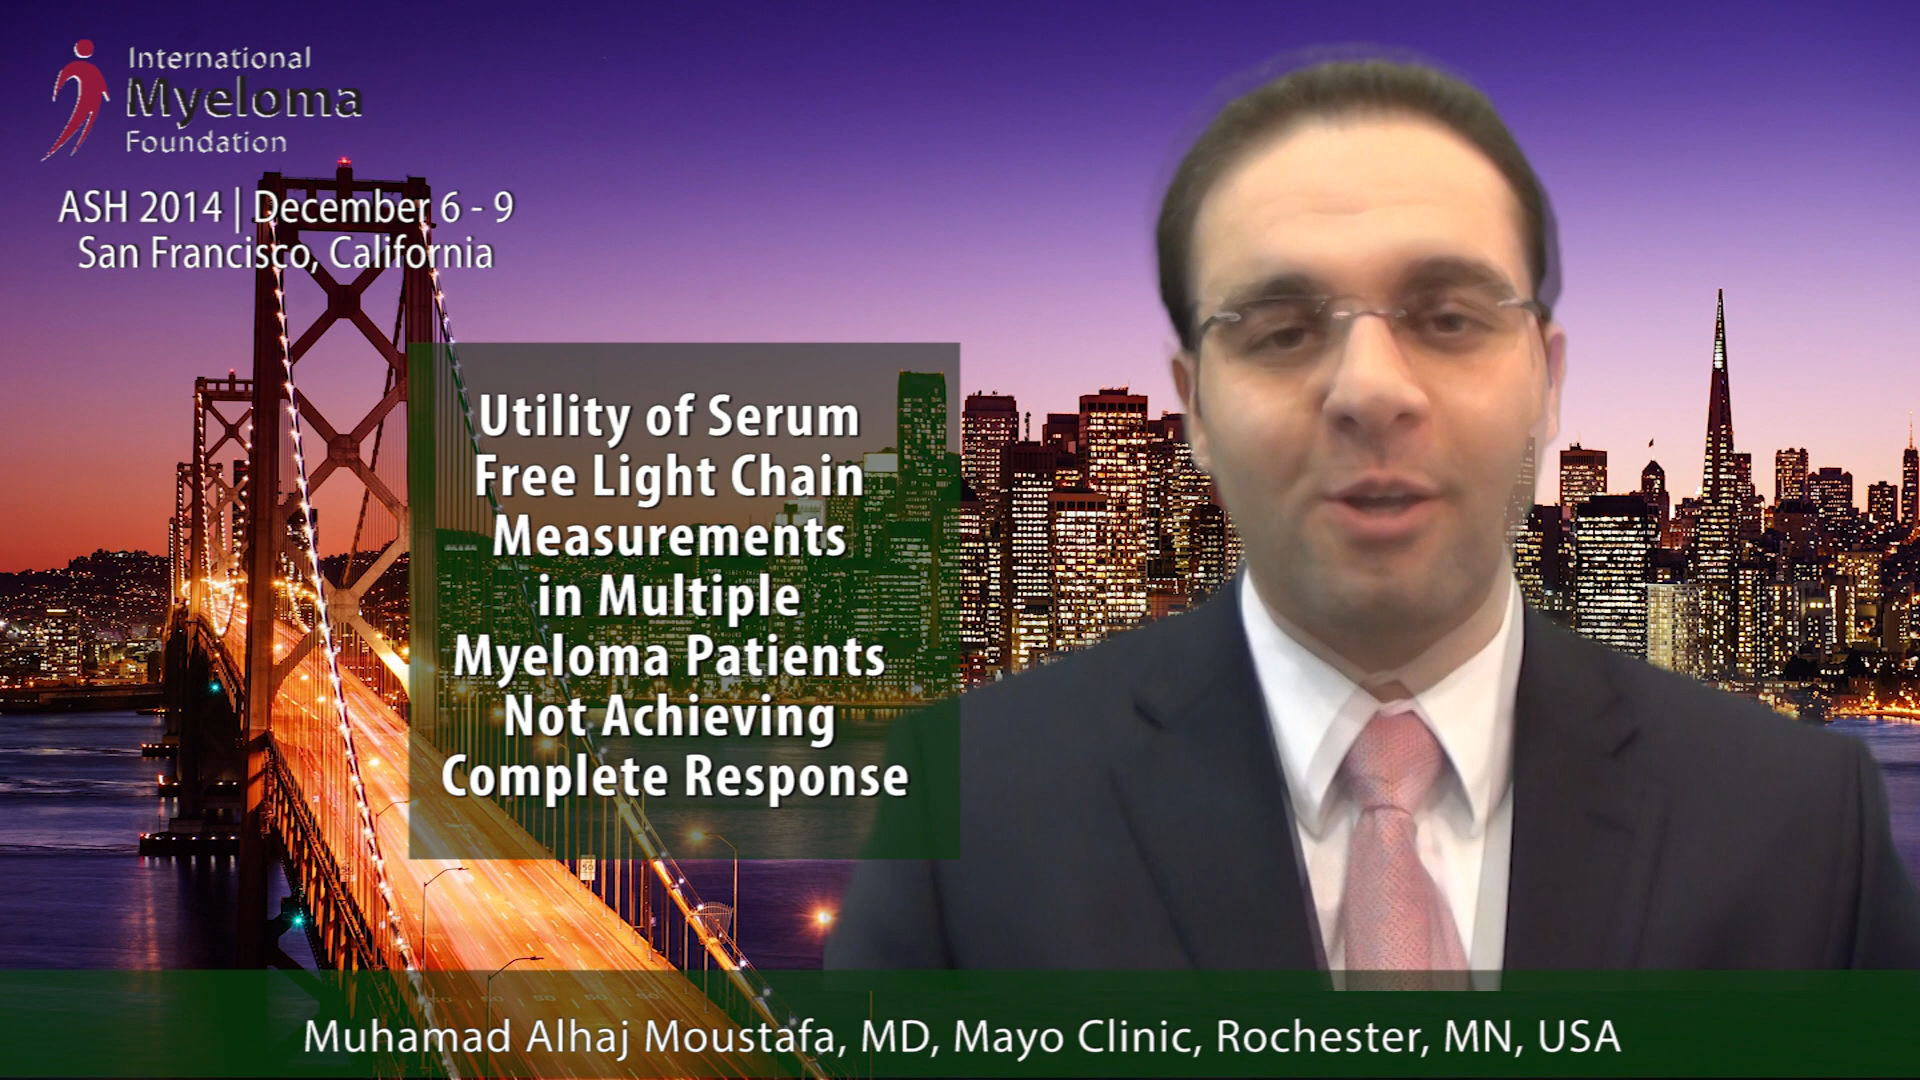 International
Myeloma
Foundation
ASH 2014 | December 6 - 9
San Francisco, California
Utility of Serum
Free Light Chain
Measurements
in Multiple
Myeloma Patients
Not Achieving
Complete Response
Muhamad Alhaj Moustafa, MD, Mayo Clinic, Rochester, MN, USA